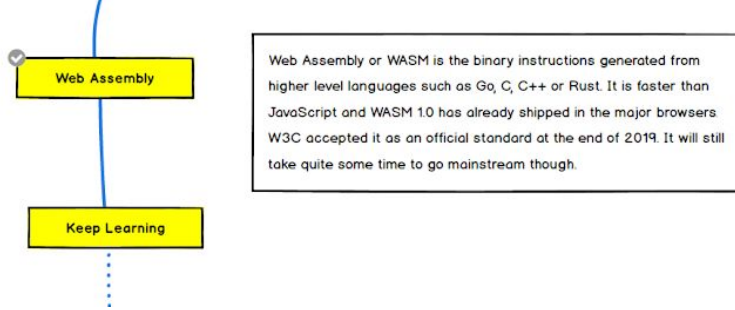 Web Assembly
Web Assembly or WASM is the binary instructions generated from
higher level languages such as Go, C, C++ or Rust. It is faster than
JavaScript and WASM 1.0 has already shipped in the major browsers.
W3C accepted it as an official standard at the end of 2019. It will still
take quite some time to go mainstream though.
Keep Learning